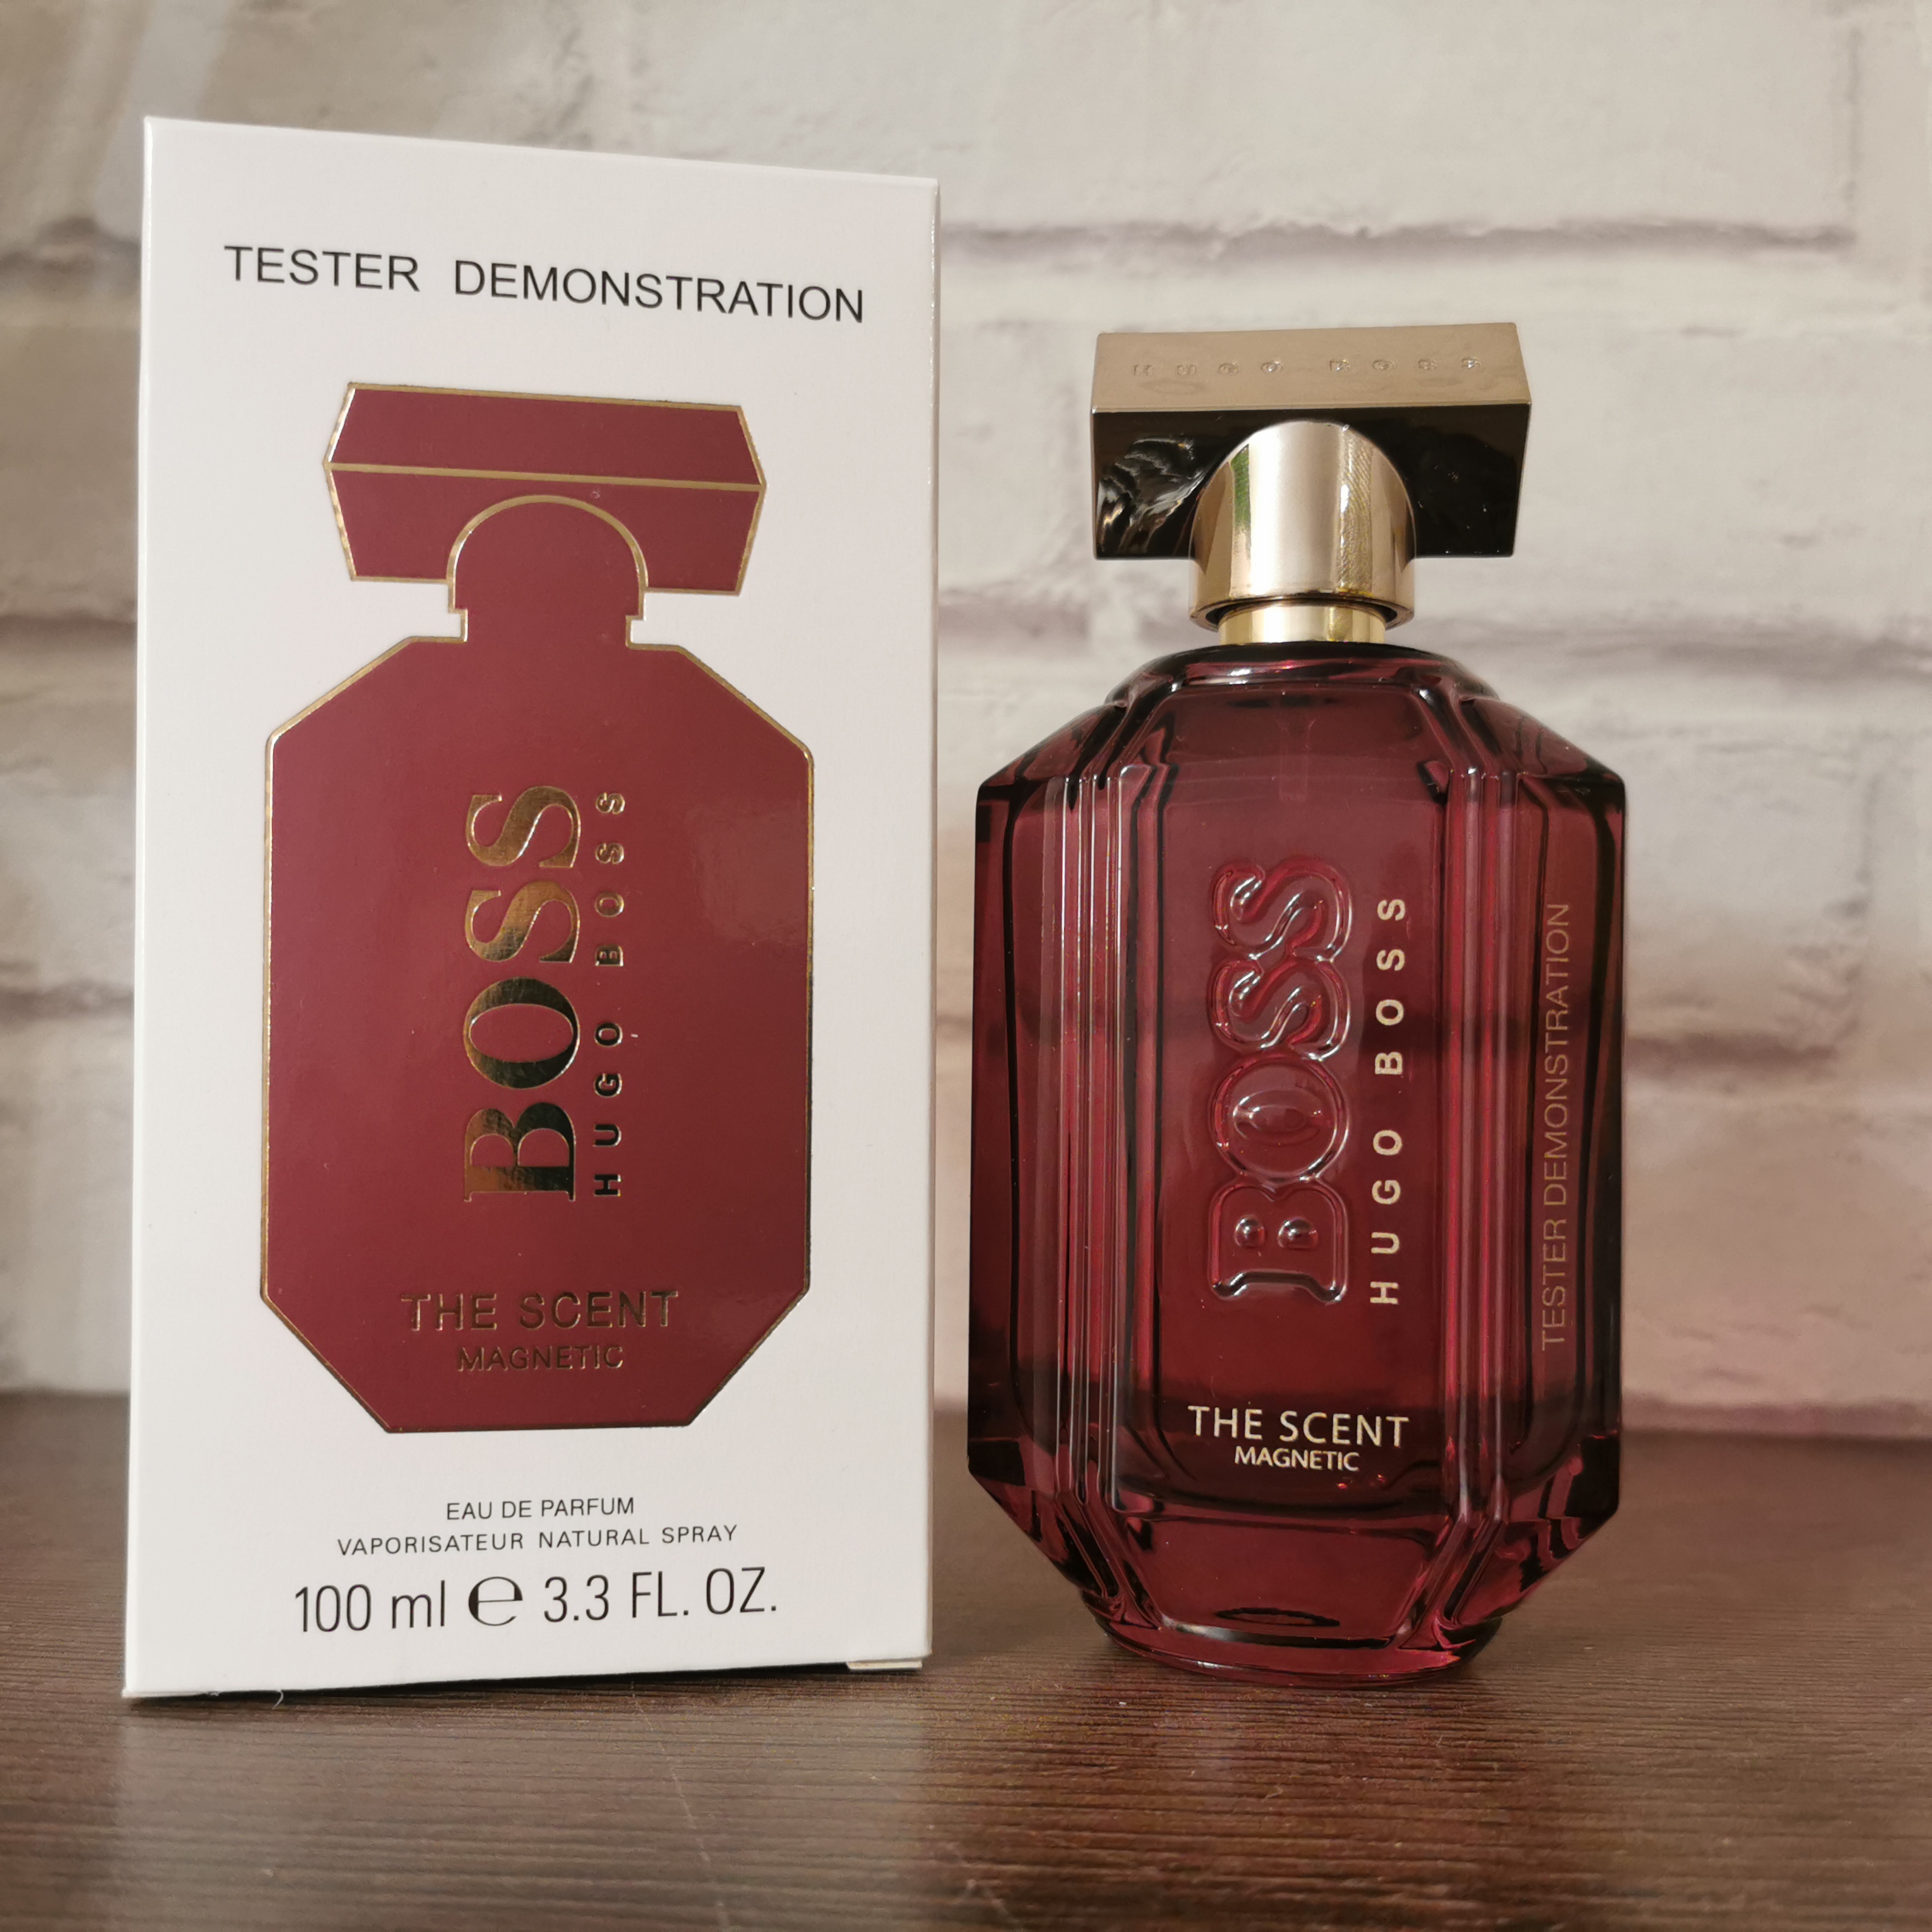 TESTER DEMONSTRATION
BOSS
HUGO BOSS
THE SCENT
MAGNETIC
EAU DE PARFUM
VAPORISATEUR NATURAL SPRAY
100 ml ℮ 3.3 FL. OZ.
HUGO BOSS
BOSS
HUGO BOSS
TESTER DEMONSTRATION
THE SCENT
MAGNETIC